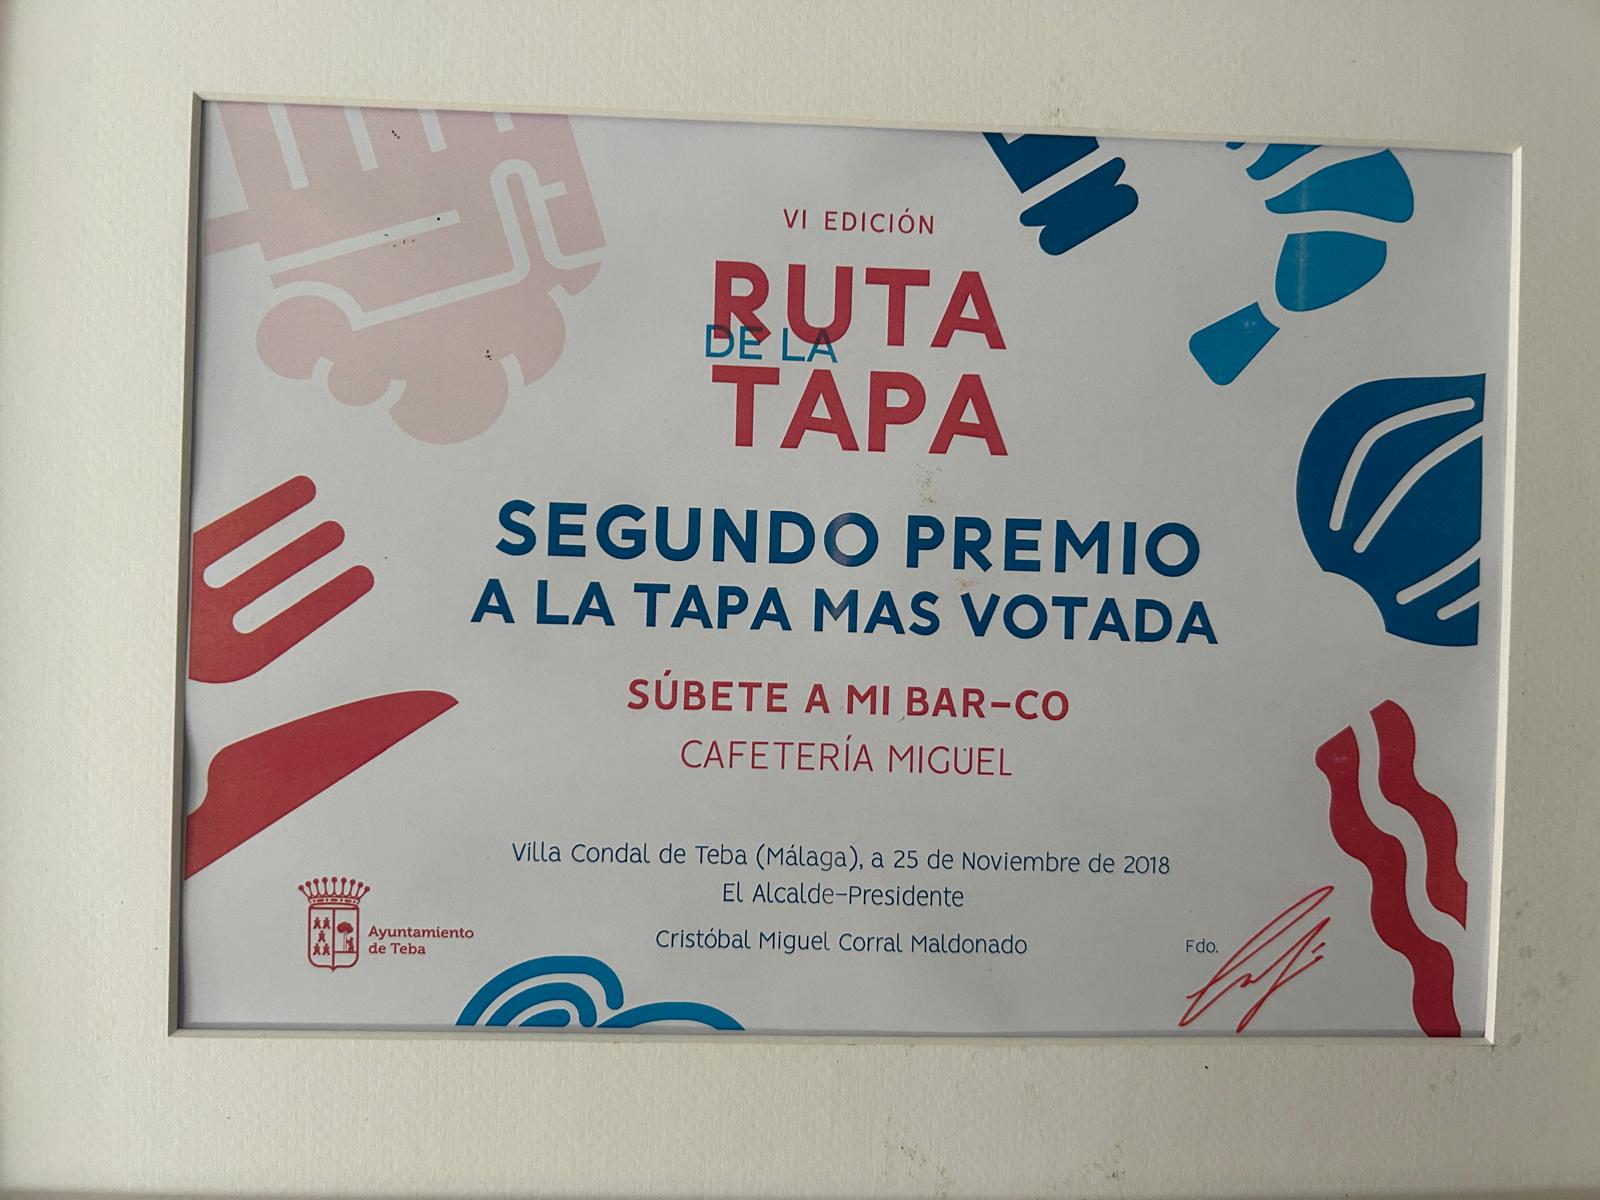 VI EDICIÓN
RUTA
DE LA
TAPA
SEGUNDO PREMIO
A LA TAPA MAS VOTADA
SÚBETE A MI BAR-CO
CAFETERÍA MIGUEL
Villa Condal de Teba (Málaga), a 25 de Noviembre de 2018
El Alcalde-Presidente
Cristóbal Miguel Corral Maldonado
Fdo.
Ayuntamiento
de Teba